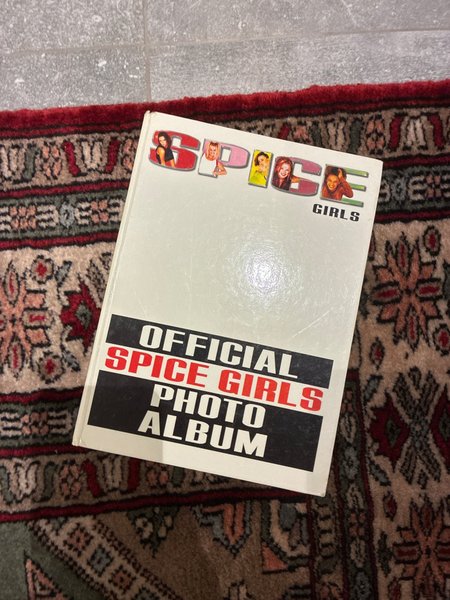 SPICE
GIRLS
OFFICIAL
SPICE GIRLS
PHOTO
ALBUM